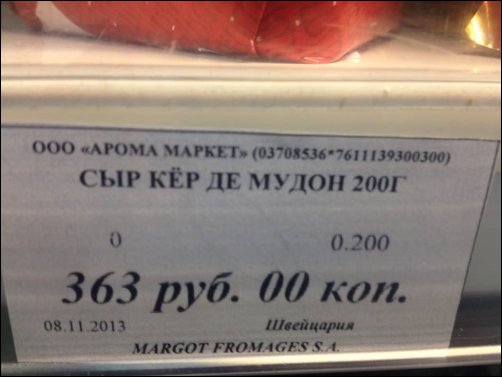 ООО «АРОМА МАРКЕТ» (03708536*7611139300300)
СЫР КЁР ДЕ МУДОН 200Г
0 0.200
363 руб. 00 коп.
08.11.2013 Швейцария
MARGOT FROMAGES S.A.